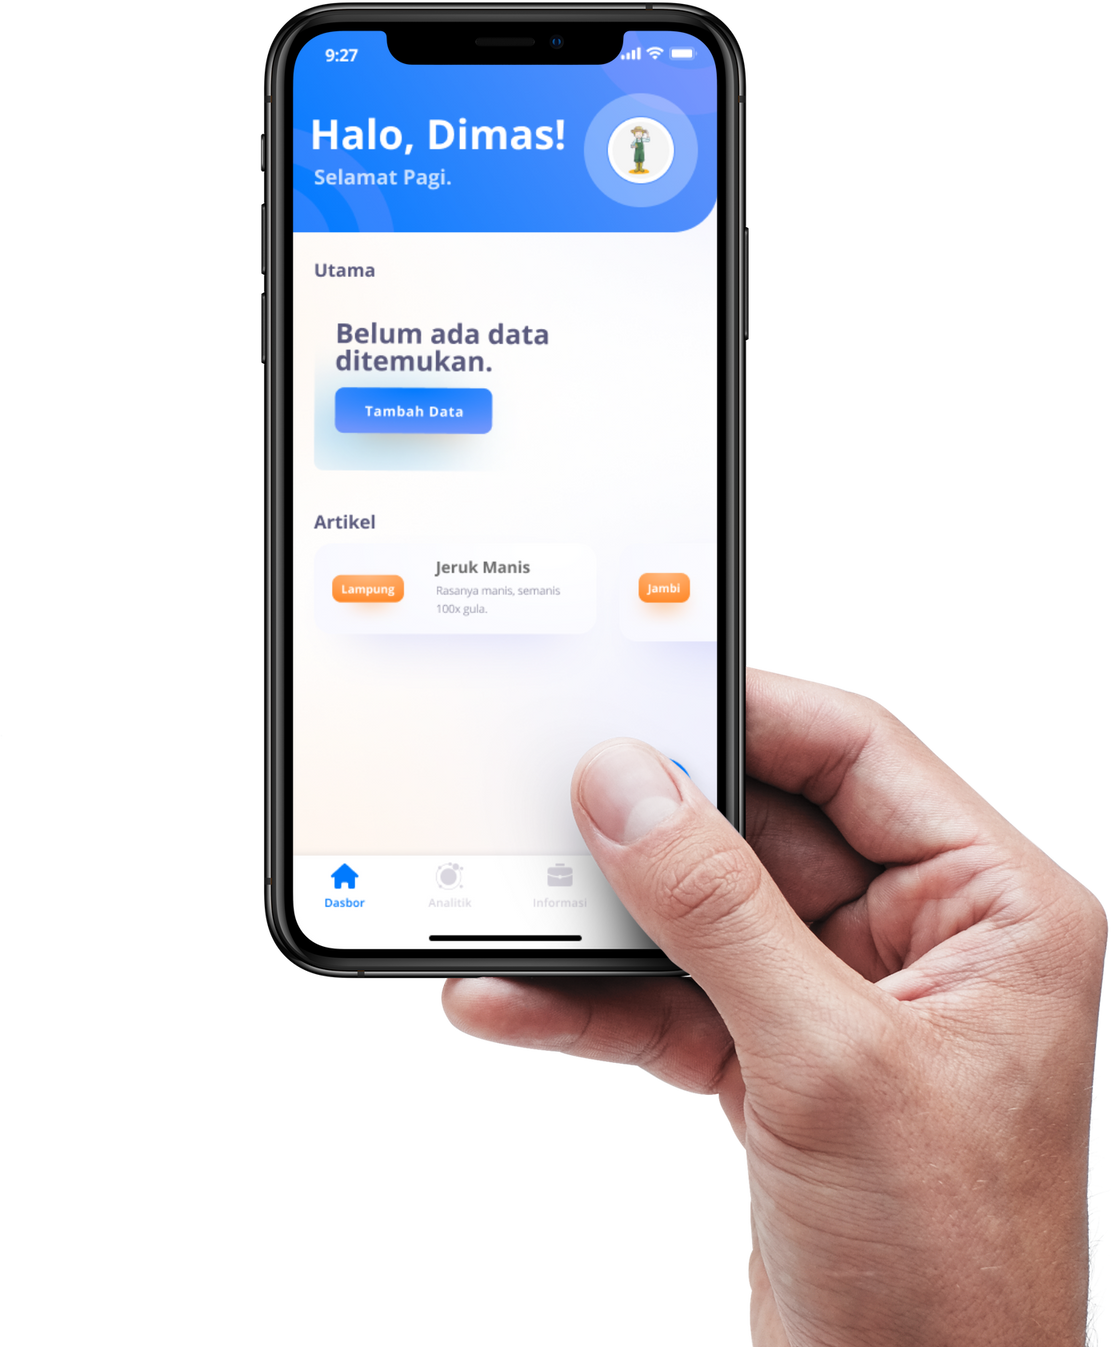 9:27
Halo, Dimas!
Selamat Pagi.
Utama
Belum ada data
ditemukan.
Tambah Data
Artikel
Lampung
Jeruk Manis
Rasanya manis, semanis
100x gula.
Jambi
Dasbor
Analitik
Informasi